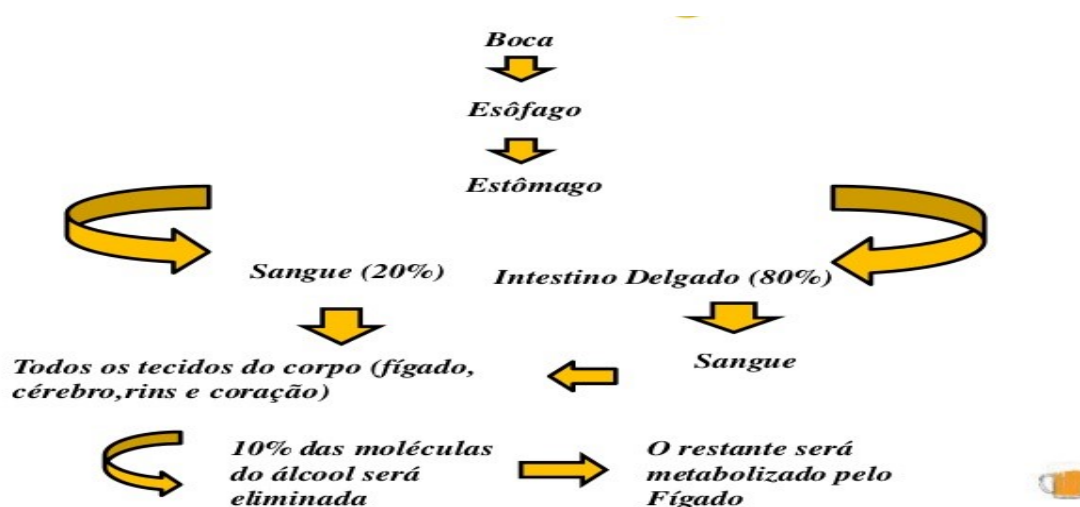 Boca
Esôfago
Estômago
Sangue (20%)
Intestino Delgado (80%)
Sangue
Todos os tecidos do corpo (fígado,
cérebro,rins e coração)
10% das moléculas
do álcool será
eliminada
O restante será
metabolizado pelo
Fígado